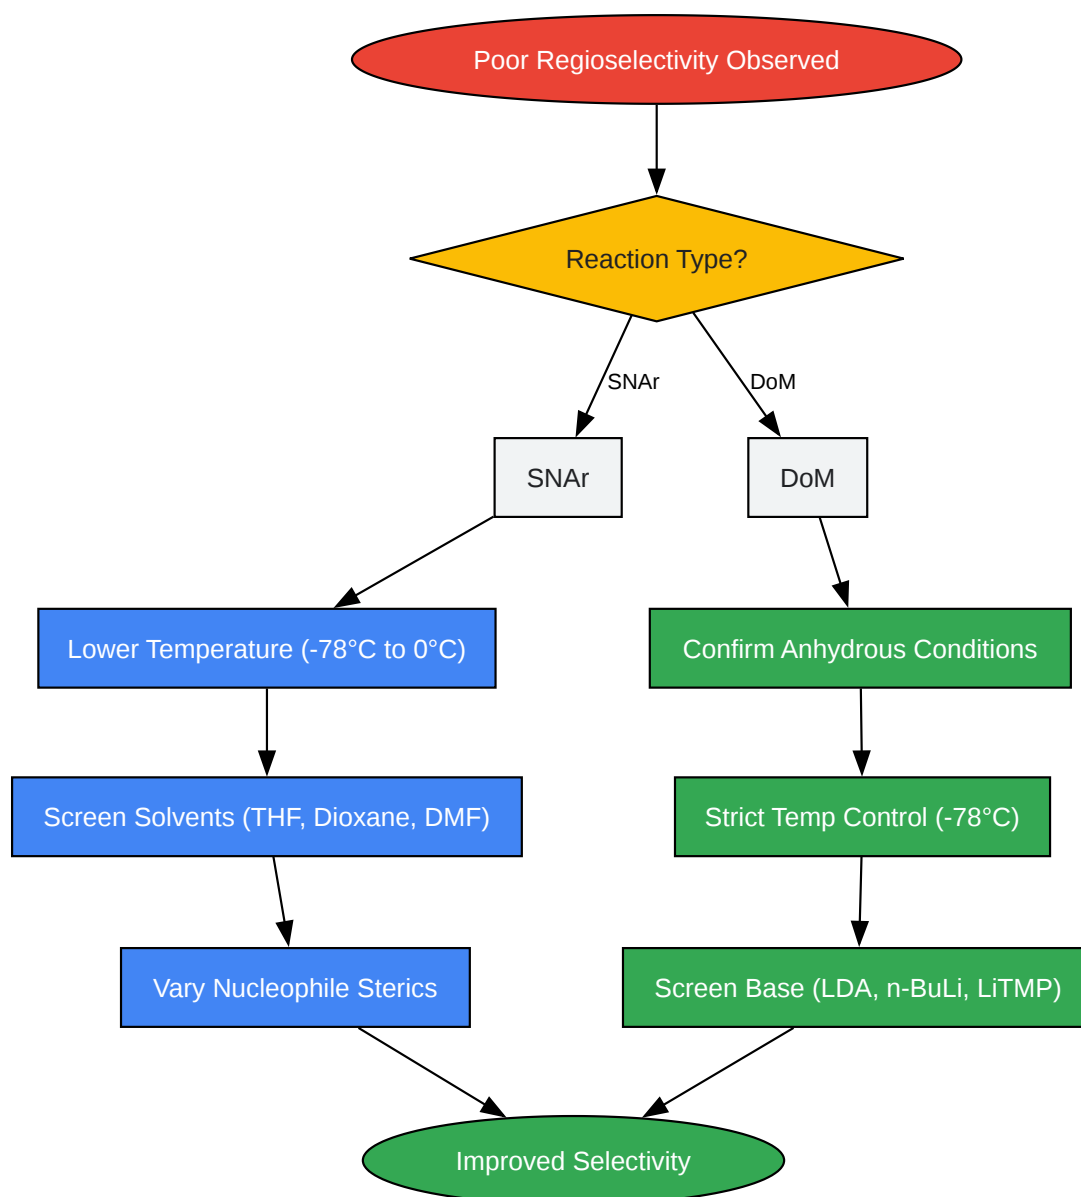 Poor Regioselectivity Observed
Reaction Type?
SNAr
DoM
SNAr
DoM
Lower Temperature (-78°C to 0°C)
Confirm Anhydrous Conditions
Screen Solvents (THF, Dioxane, DMF)
Strict Temp Control (-78°C)
Vary Nucleophile Sterics
Screen Base (LDA, n-BuLi, LiTMP)
Improved Selectivity